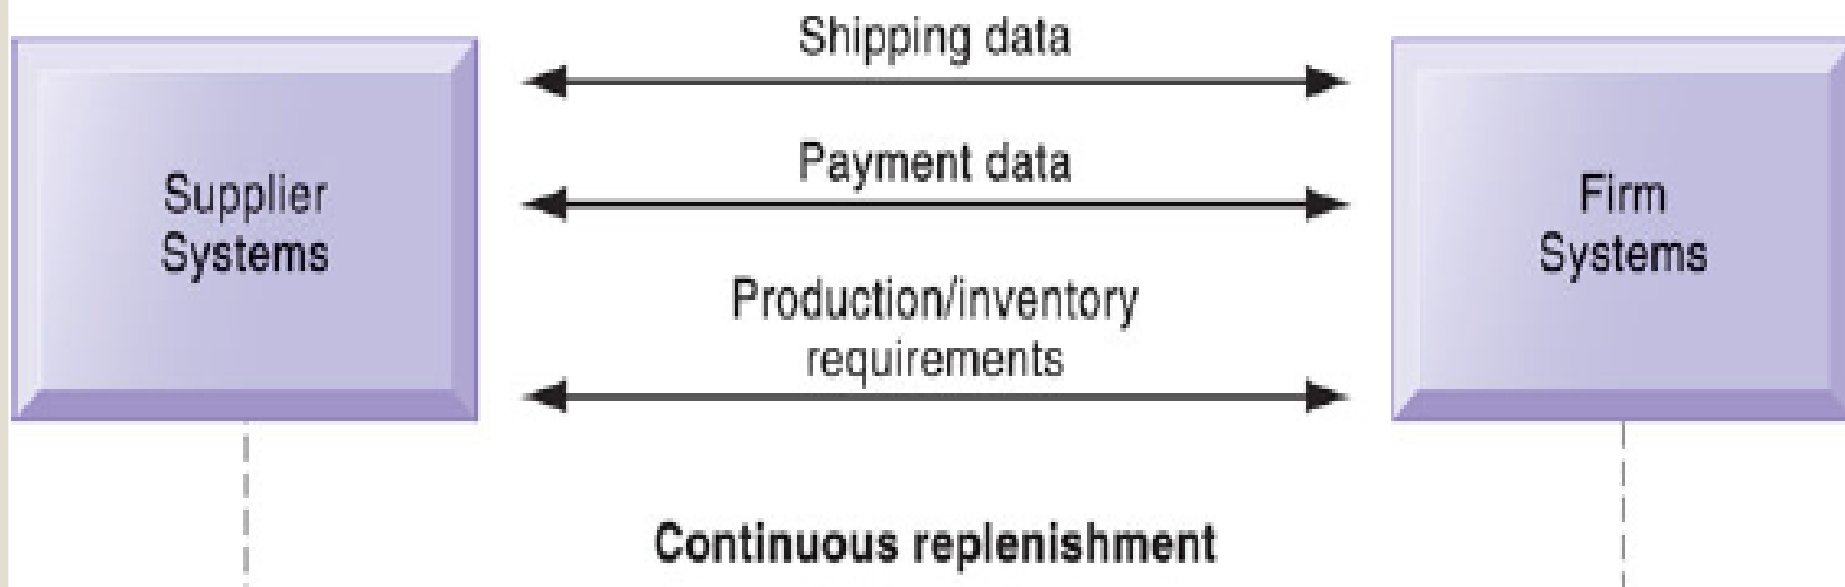 Shipping data
Payment data
Supplier
Systems
Firm
Systems
Production/inventory
requirements
Continuous replenishment